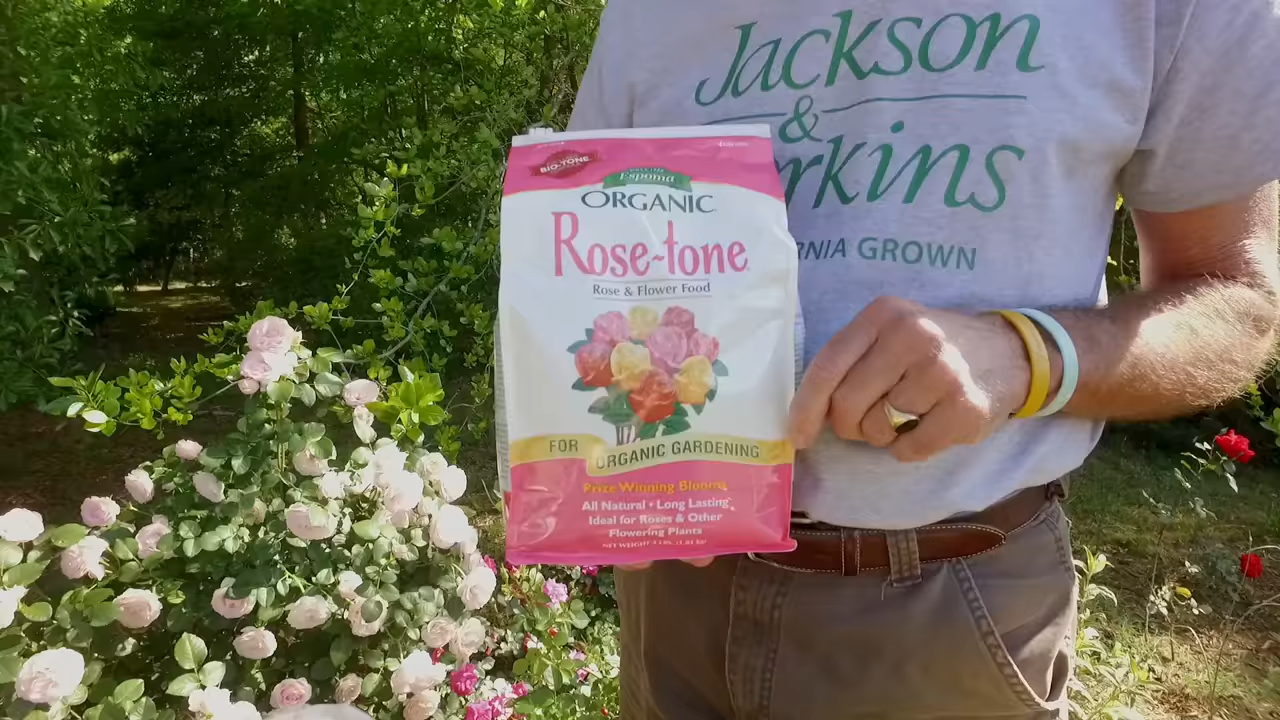 BIO-TONE
Espoma
ORGANIC
Rose-tone
Rose & Flower Food
FOR ORGANIC GARDENING
Prize Winning Blooms
All Natural • Long Lasting
Ideal for Roses & Other
Flowering Plants
Jackson
&
rkins
RNIA GROWN